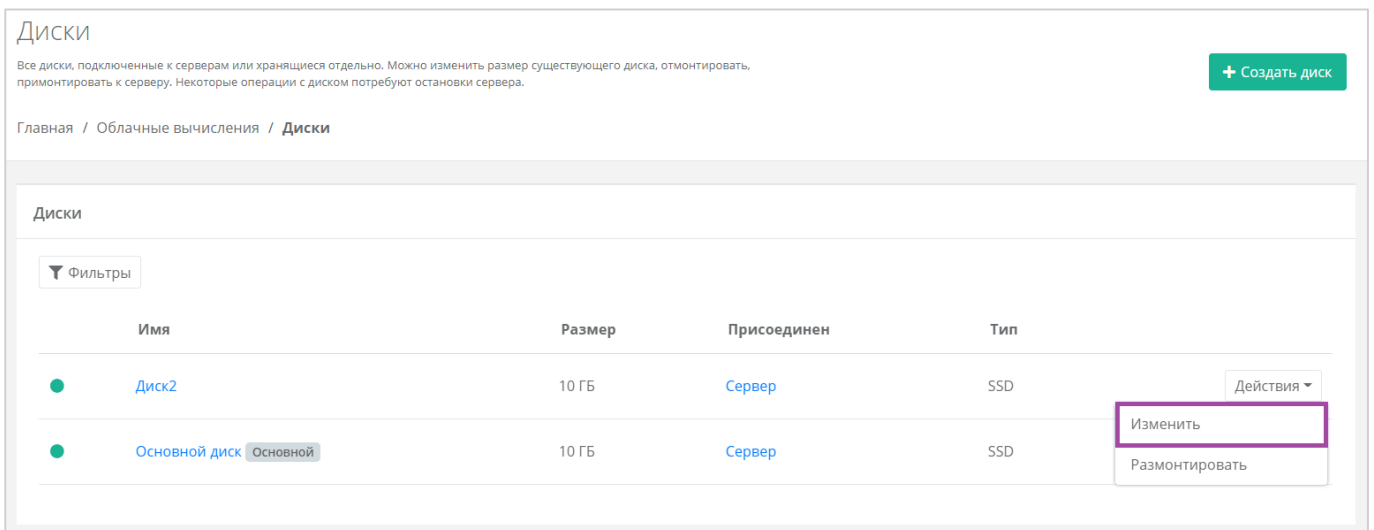 Диски
Все диски, подключенные к серверам или хранящиеся отдельно. Можно изменить размер существующего диска, отмонтировать,
примонтировать к серверу. Некоторые операции с диском потребуют остановки сервера.
+ Создать диск
Главная / Облачные вычисления / Диски
Диски
Фильтры
Имя Размер Присоединен Тип
Диск2 10 ГБ Сервер SSD Действия
Изменить
Основной диск Основной 10 ГБ Сервер SSD
Размонтировать